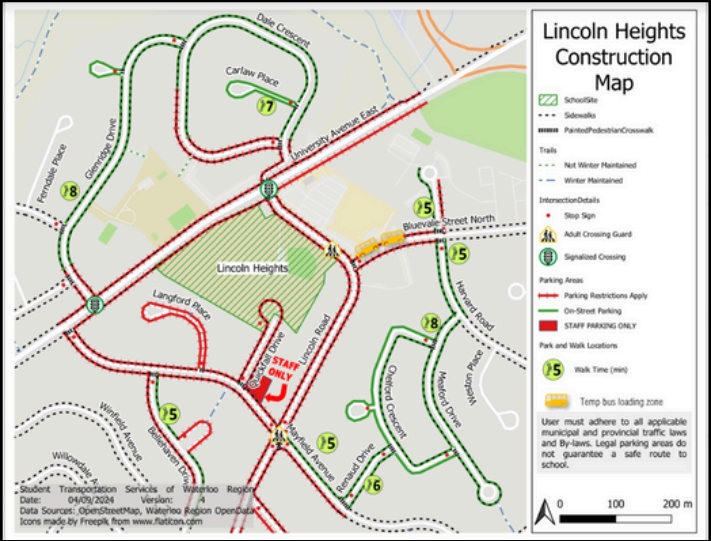 Lincoln Heights
Construction
Map
SchoolSite
Sidewalks
PaintedPedestrianCrosswalk
Trails
Not Winter Maintained
Winter Maintained
IntersectionDetails
Stop Sign
Adult Crossing Guard
Signalized Crossing
Parking Areas
Parking Restrictions Apply
On-Street Parking
STAFF PARKING ONLY
Park and Walk Locations
5
Walk Time (min)
Temp bus loading zone
User must adhere to all applicable
municipal and provincial traffic laws
and By-laws. Legal parking areas do
not guarantee a safe route to
school.
0 100 200 m
Dale Crescent
Carlaw Place
7
University Avenue East
Glenridge Drive
Ferndale Place
8
5
Bluevale Street North
5
Lincoln Heights
Langford Place
Harvard Road
8
Quickfall Drive
Lincoln Road
STAFF
ONLY
Weston Place
Meaford Drive
Chelford Crescent
Winfield Avenue
5
Bellehaven Drive
Mayfield Avenue
5
Renaud Drive
6
Student Transportation Services of Waterloo Region
Date: 04/09/2024 Version: 4
Data Sources: OpenStreetMap, Waterloo Region OpenData
Icons made by Freepik from www.flaticon.com